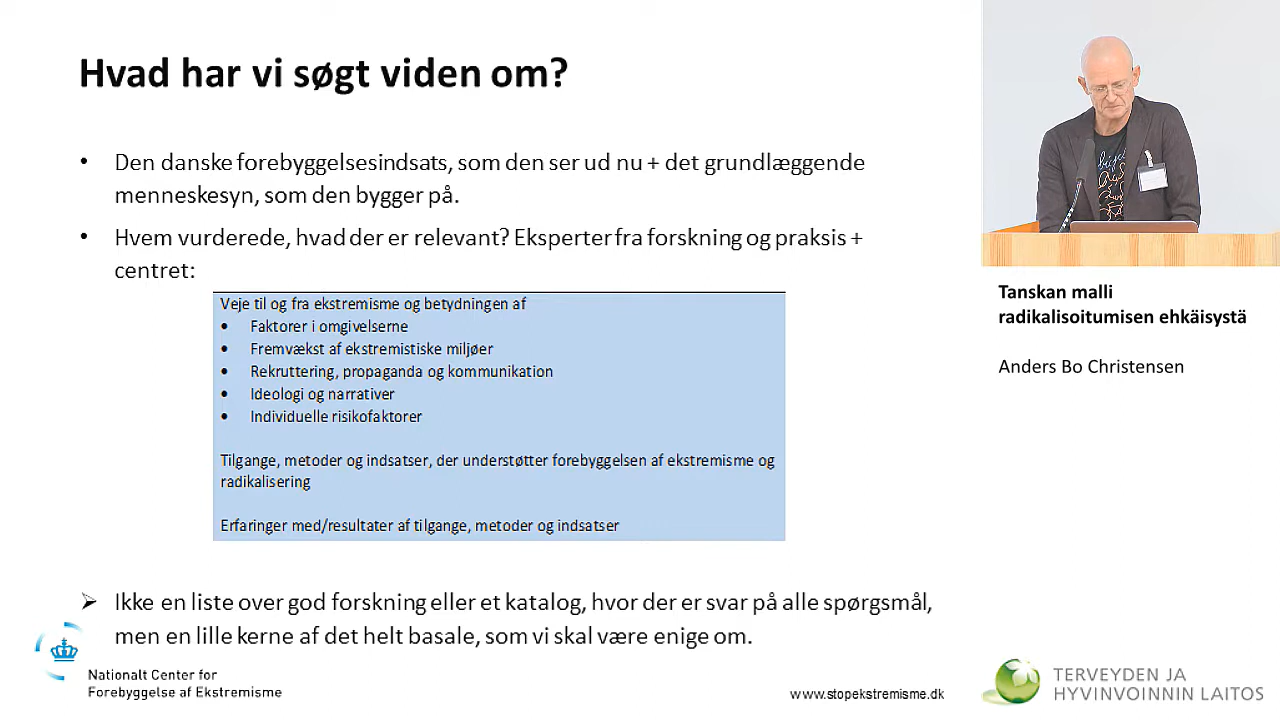 Hvad har vi søgt viden om?
• Den danske forebyggelsesindsats, som den ser ud nu + det grundlæggende
menneskesyn, som den bygger på.
• Hvem vurderede, hvad der er relevant? Eksperter fra forskning og praksis +
centret:
Veje til og fra ekstremisme og betydningen af
• Faktorer i omgivelserne
• Fremvækst af ekstremistiske miljøer
• Rekruttering, propaganda og kommunikation
• Ideologi og narrativer
• Individuelle risikofaktorer
Tilgange, metoder og indsatser, der understøtter forebyggelsen af ekstremisme og
radikalisering
Erfaringer med/resultater af tilgange, metoder og indsatser
➢ Ikke en liste over god forskning eller et katalog, hvor der er svar på alle spørgsmål,
men en lille kerne af det helt basale, som vi skal være enige om.
Nationalt Center for
Forebyggelse af Ekstremisme
www.stopekstremisme.dk
Tanskan malli
radikalisoitumisen ehkäisystä
Anders Bo Christensen
TERVEYDEN JA
HYVINVOINNIN LAITOS